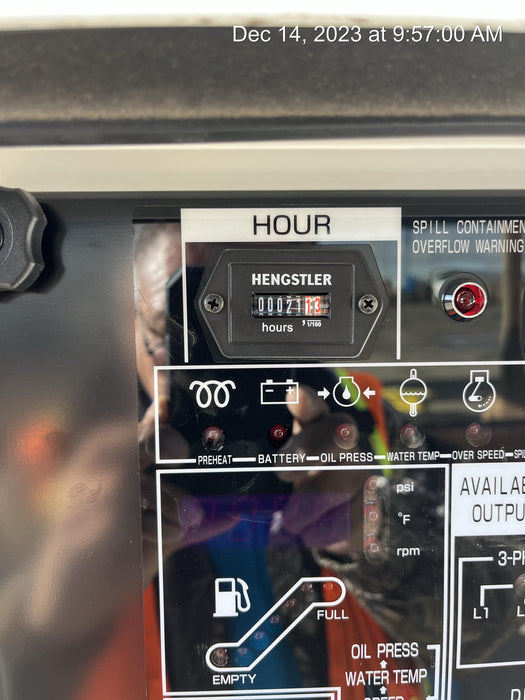 Dec 14, 2023 at 9:57:00 AM
HOUR
SPILL CONTAINMEN
OVERFLOW WARNING
HENGSTLER
hours , 1/100
PREHEAT BATTERY OIL PRESS WATER TEMP OVER SPEED SPI
psi
°F
rpm
AVAILAB
OUTPU
3-PH
L1 L
FULL
EMPTY
OIL PRESS
WATER TEMP
SPEED